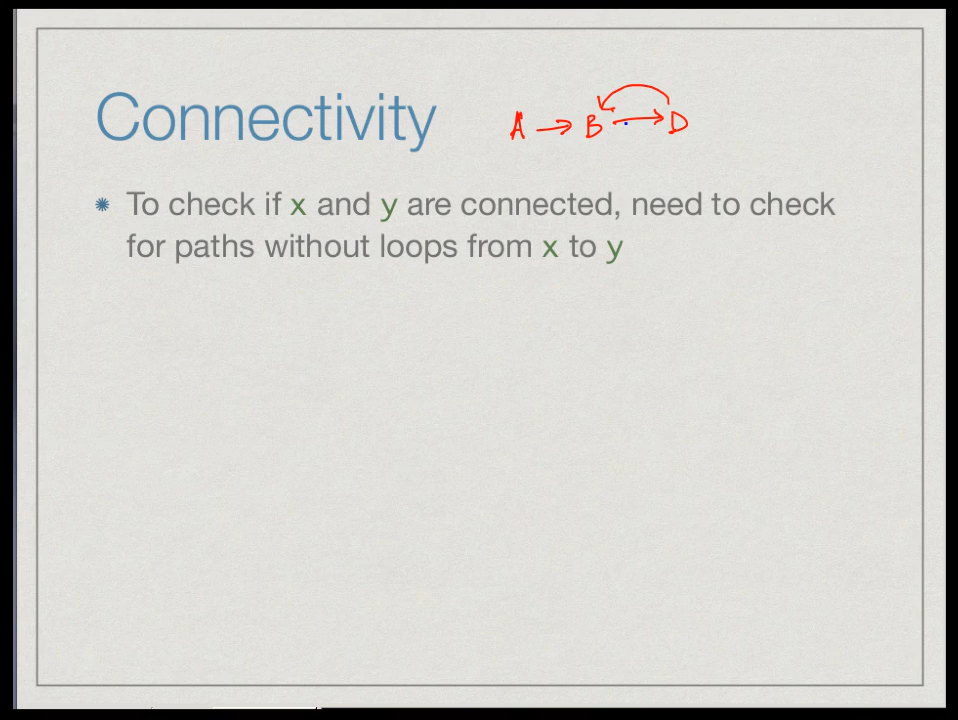 Connectivity A → B → D
To check if x and y are connected, need to check
for paths without loops from x to y